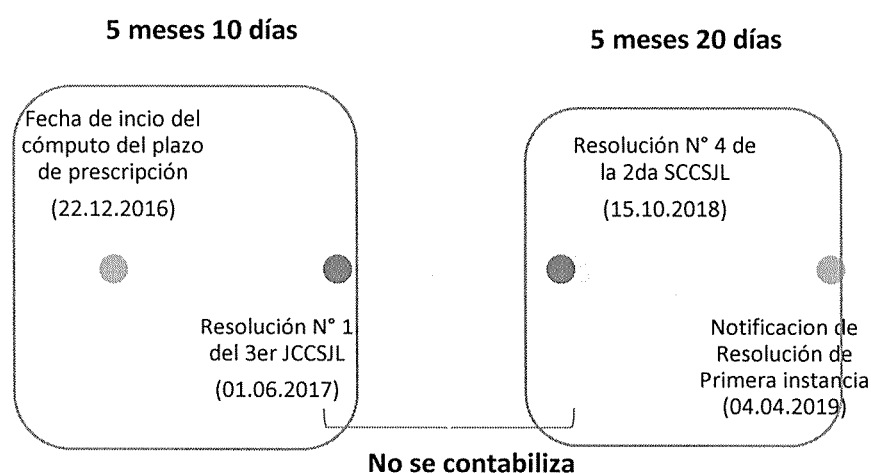 5 meses 10 días
5 meses 20 días
Fecha de incio del
cómputo del plazo
de prescripción
(22.12.2016)
Resolución N° 1
del 3er JCCSJL
(01.06.2017)
Resolución N° 4 de
la 2da SCCSJL
(15.10.2018)
Notificacion de
Resolución de
Primera instancia
(04.04.2019)
No se contabiliza